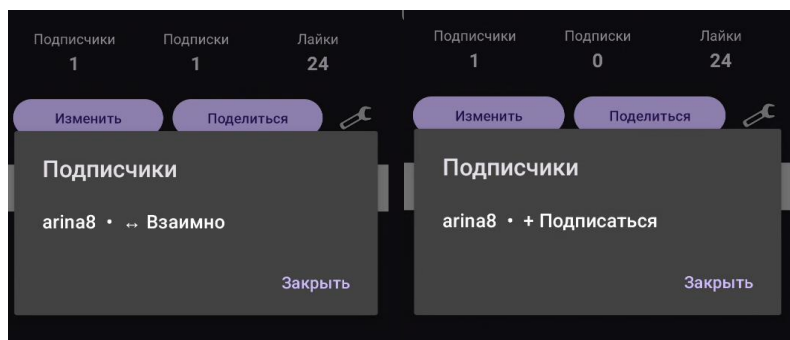 Подписчики Подписки Лайки
1 1 24
Изменить Поделиться
Подписчики
arina8 • ↔ Взаимно
Закрыть
Подписчики Подписки Лайки
1 0 24
Изменить Поделиться
Подписчики
arina8 • + Подписаться
Закрыть